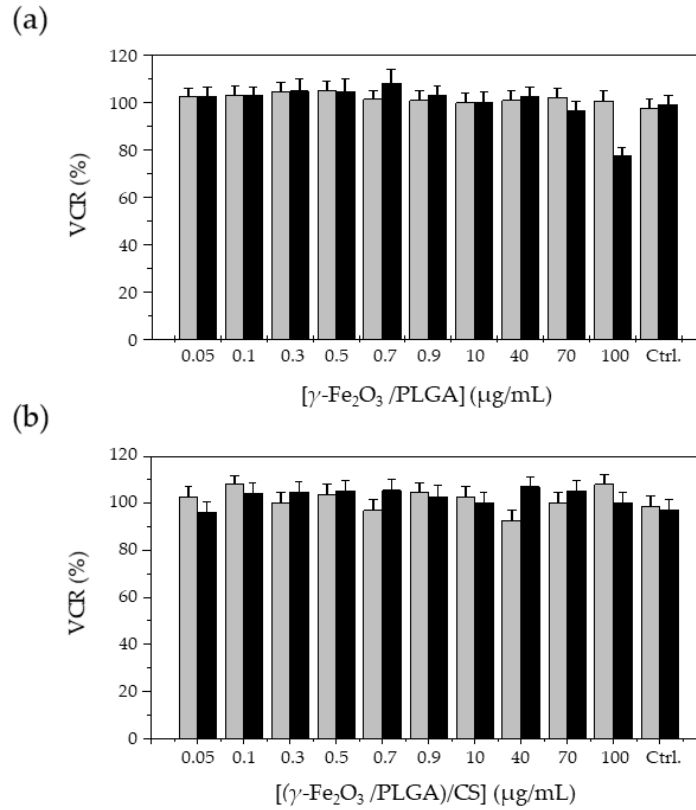 (a)
120
100
80
60
40
20
0
VCR (%)
0.05 0.1 0.3 0.5 0.7 0.9 10 40 70 100 Ctrl.
[γ-Fe₂O₃ /PLGA] (µg/mL)
(b)
120
100
80
60
40
20
0
VCR (%)
0.05 0.1 0.3 0.5 0.7 0.9 10 40 70 100 Ctrl.
[(γ-Fe₂O₃ /PLGA)/CS] (µg/mL)